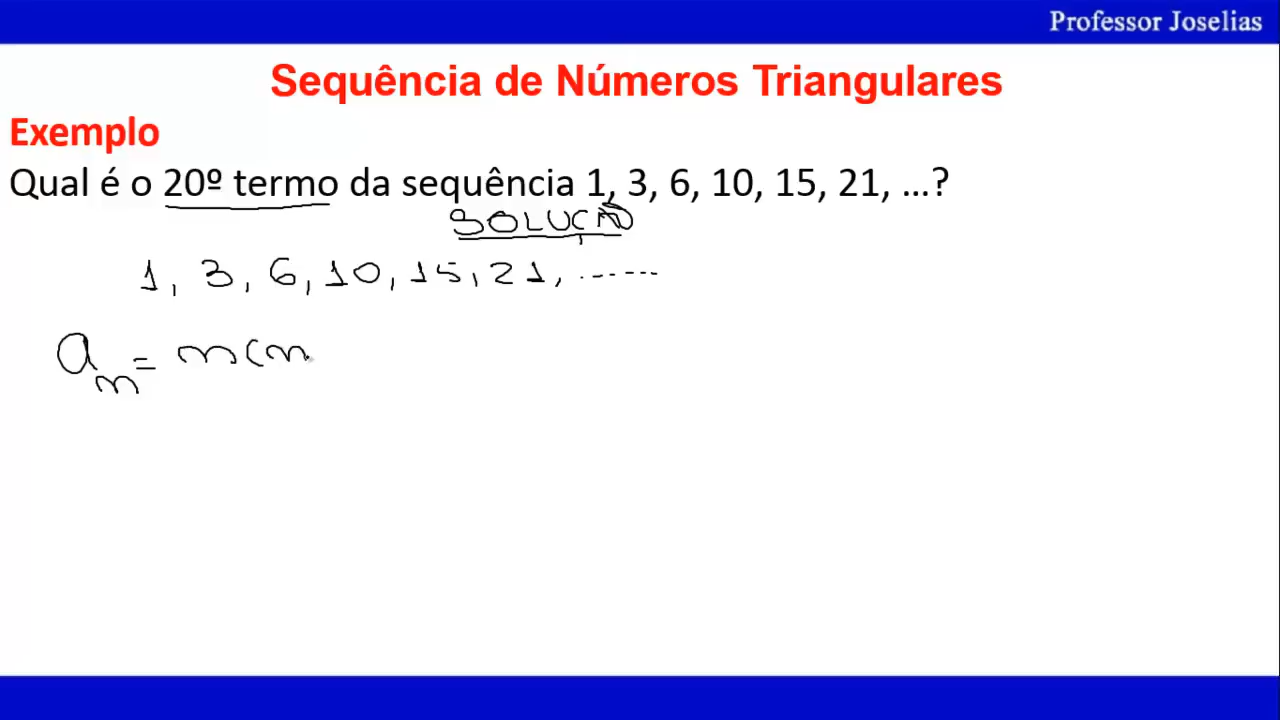 Professor Joselias
Sequência de Números Triangulares
Exemplo
Qual é o 20º termo da sequência 1, 3, 6, 10, 15, 21, ...?
SOLUÇÃO
1, 3, 6, 10, 15, 21, ......
a_n = n(n